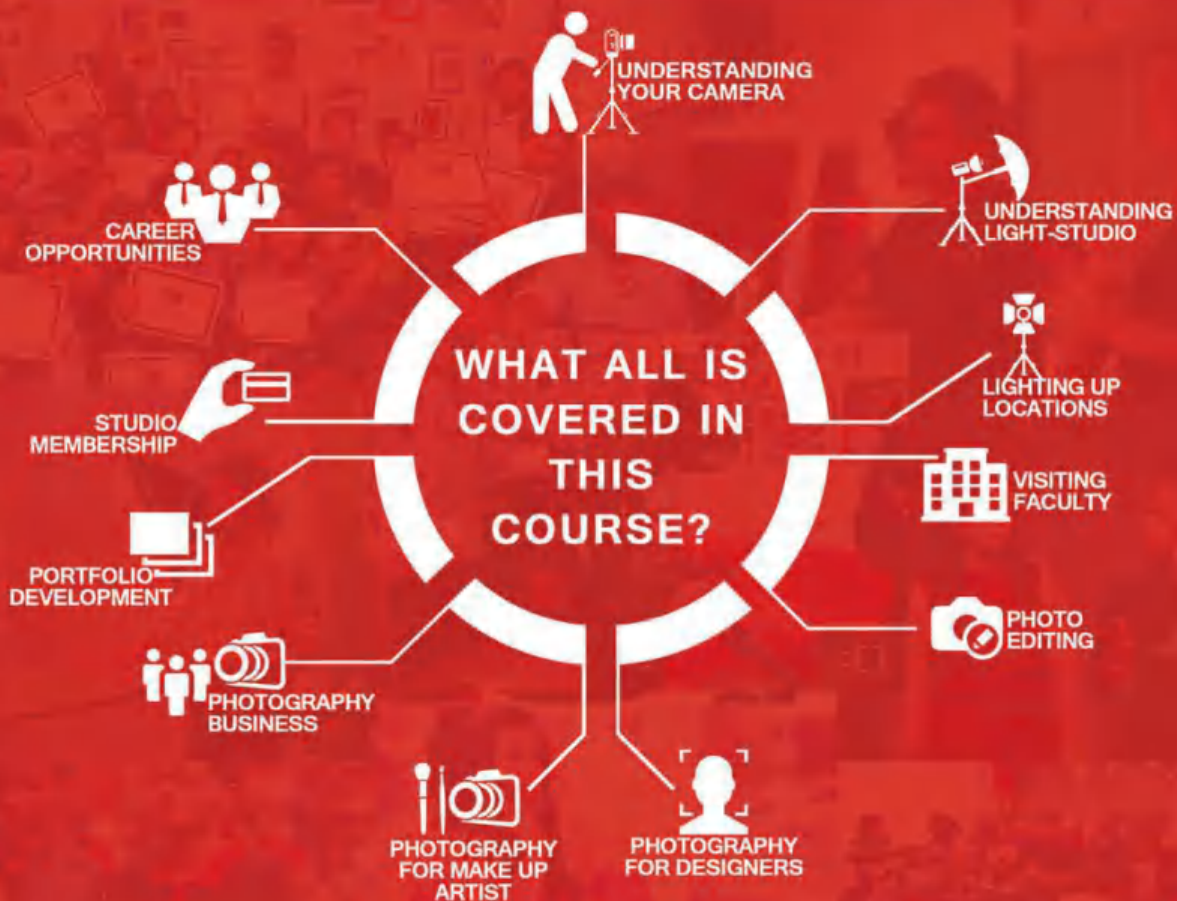 UNDERSTANDING
YOUR CAMERA
UNDERSTANDING
LIGHT-STUDIO
LIGHTING UP
LOCATIONS
VISITING
FACULTY
PHOTO
EDITING
PHOTOGRAPHY
FOR DESIGNERS
PHOTOGRAPHY
FOR MAKE UP
ARTIST
PHOTOGRAPHY
BUSINESS
PORTFOLIO
DEVELOPMENT
STUDIO
MEMBERSHIP
CAREER
OPPORTUNITIES
WHAT ALL IS
COVERED IN
THIS
COURSE?